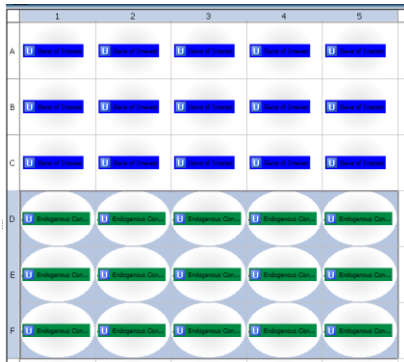 1 2 3 4 5
A U Gene of Interest U Gene of Interest U Gene of Interest U Gene of Interest U Gene of Interest
B U Gene of Interest U Gene of Interest U Gene of Interest U Gene of Interest U Gene of Interest
C U Gene of Interest U Gene of Interest U Gene of Interest U Gene of Interest U Gene of Interest
D U Endogenous Con... U Endogenous Con... U Endogenous Con... U Endogenous Con... U Endogenous Con...
E U Endogenous Con... U Endogenous Con... U Endogenous Con... U Endogenous Con... U Endogenous Con...
F U Endogenous Con... U Endogenous Con... U Endogenous Con... U Endogenous Con... U Endogenous Con...